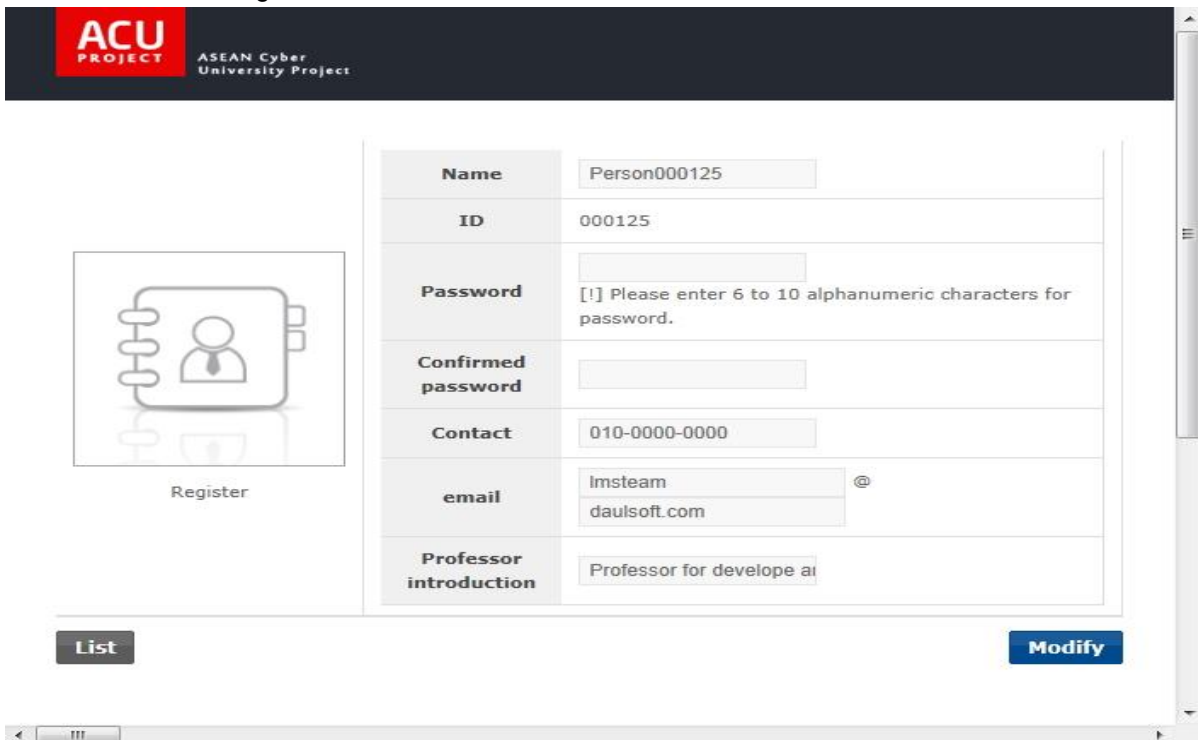 ACU
PROJECT
ASEAN Cyber
University Project
Name
Person000125
ID
000125
Password
[!] Please enter 6 to 10 alphanumeric characters for
password.
Confirmed
password
Contact
010-0000-0000
email
lmsteam @
daulsoft.com
Professor
introduction
Professor for develope
Register
List
Modify